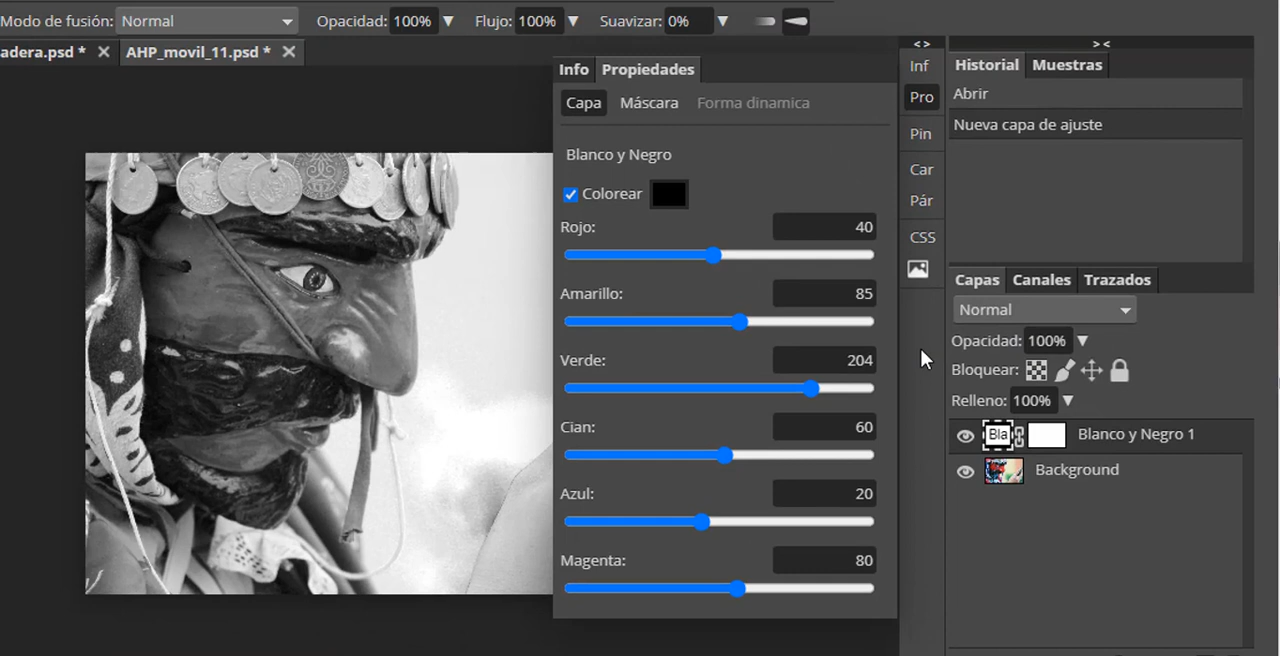 Modo de fusión: Normal Opacidad: 100% Flujo: 100% Suavizar: 0%
adera.psd * AHP_movil_11.psd *
Info Propiedades
Capa Máscara Forma dinamica
Blanco y Negro
Colorear
Rojo: 40
Amarillo: 85
Verde: 204
Cian: 60
Azul: 20
Magenta: 80
< >
Inf
Pro
Pin
Car
Pár
CSS
> <
Historial Muestras
Abrir
Nueva capa de ajuste
Capas Canales Trazados
Normal
Opacidad: 100%
Bloquear:
Relleno: 100%
Bla Blanco y Negro 1
Background